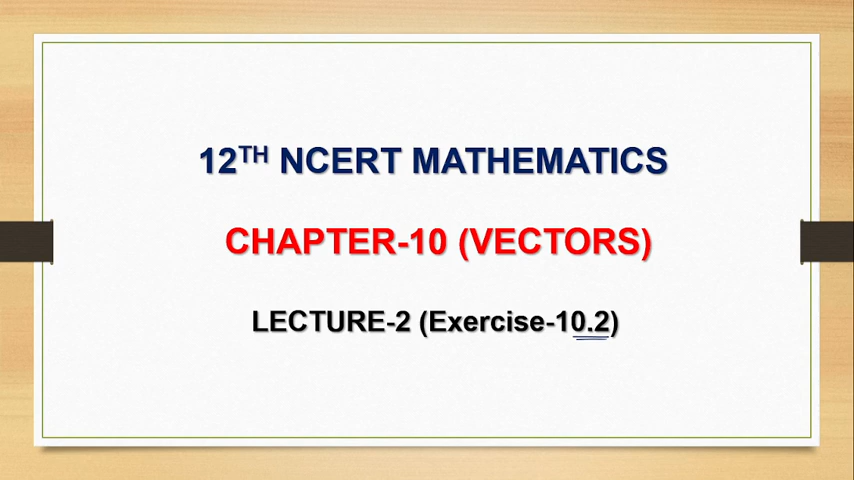 12TH NCERT MATHEMATICS
CHAPTER-10 (VECTORS)
LECTURE-2 (Exercise-10.2)